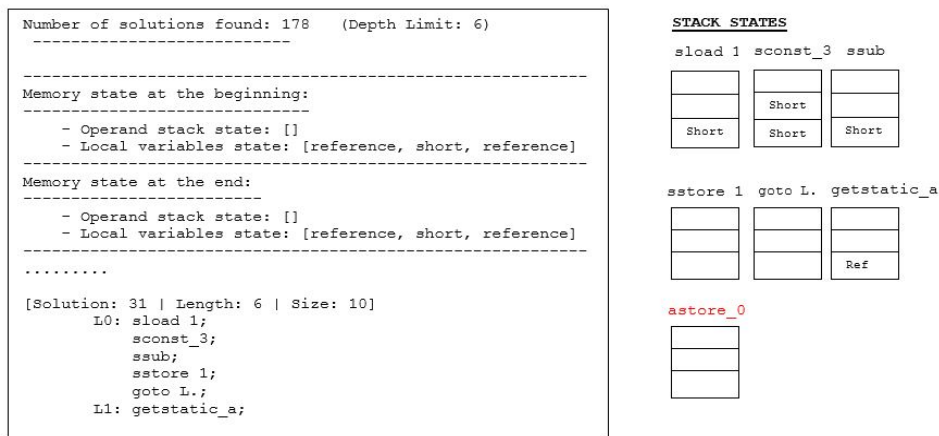 Number of solutions found: 178 (Depth Limit: 6)
---------------------------
-----------------------------------------------------------
Memory state at the beginning:
------------------------------
- Operand stack state: []
- Local variables state: [reference, short, reference]
-----------------------------------------------------------
Memory state at the end:
-------------------------
- Operand stack state: []
- Local variables state: [reference, short, reference]
-----------------------------------------------------------
.........
[Solution: 31 | Length: 6 | Size: 10]
L0: sload 1;
sconst_3;
ssub;
sstore 1;
goto L.;
L1: getstatic_a;
STACK STATES
sload 1 sconst_3 ssub
Short
Short Short Short
sstore 1 goto L. getstatic_a
Ref
astore_0